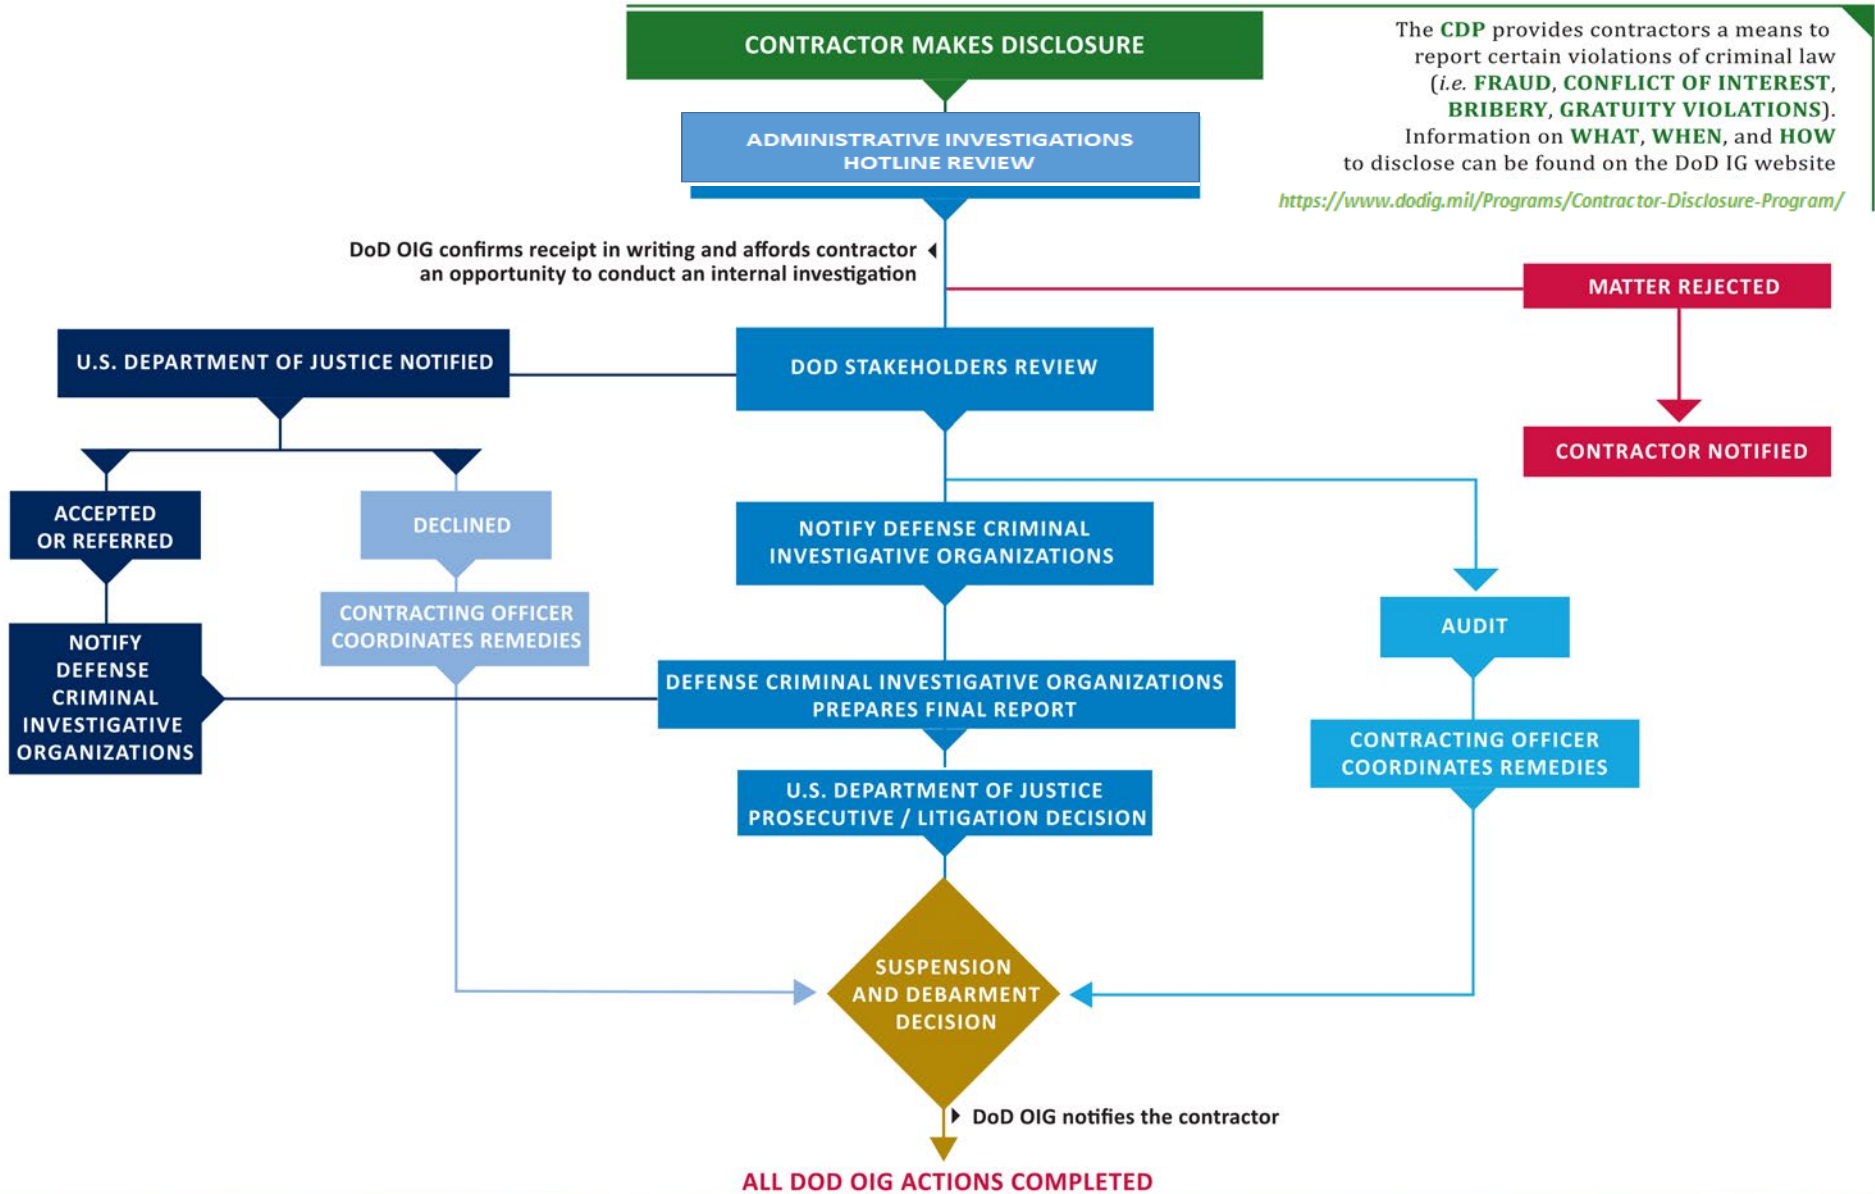 CONTRACTOR MAKES DISCLOSURE
The CDP provides contractors a means to
report certain violations of criminal law
(i.e. FRAUD, CONFLICT OF INTEREST,
BRIBERY, GRATUITY VIOLATIONS).
Information on WHAT, WHEN, and HOW
to disclose can be found on the DoD IG website
https://www.dodig.mil/Programs/Contractor-Disclosure-Program/
ADMINISTRATIVE INVESTIGATIONS
HOTLINE REVIEW
DoD OIG confirms receipt in writing and affords contractor
an opportunity to conduct an internal investigation
MATTER REJECTED
CONTRACTOR NOTIFIED
U.S. DEPARTMENT OF JUSTICE NOTIFIED
DOD STAKEHOLDERS REVIEW
ACCEPTED
OR REFERRED
DECLINED
NOTIFY DEFENSE CRIMINAL
INVESTIGATIVE ORGANIZATIONS
CONTRACTING OFFICER
COORDINATES REMEDIES
AUDIT
NOTIFY
DEFENSE
CRIMINAL
INVESTIGATIVE
ORGANIZATIONS
DEFENSE CRIMINAL INVESTIGATIVE ORGANIZATIONS
PREPARES FINAL REPORT
CONTRACTING OFFICER
COORDINATES REMEDIES
U.S. DEPARTMENT OF JUSTICE
PROSECUTIVE / LITIGATION DECISION
SUSPENSION
AND DEBARMENT
DECISION
DoD OIG notifies the contractor
ALL DOD OIG ACTIONS COMPLETED